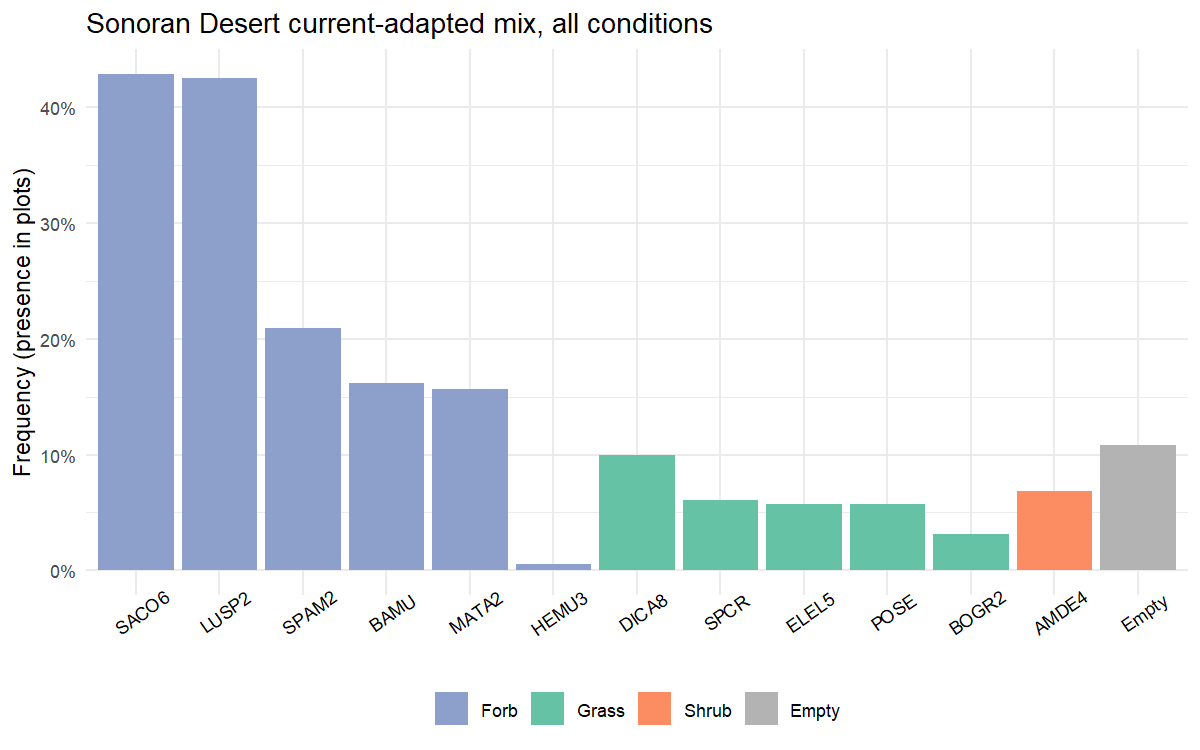 Sonoran Desert current-adapted mix, all conditions
Frequency (presence in plots)
40%
30%
20%
10%
0%
SACO6 LUSP2 SPAM2 BAMU MATA2 HEMU3 DICA8 SPCR ELEL5 POSE BOGR2 AMDE4 Empty
Forb Grass Shrub Empty